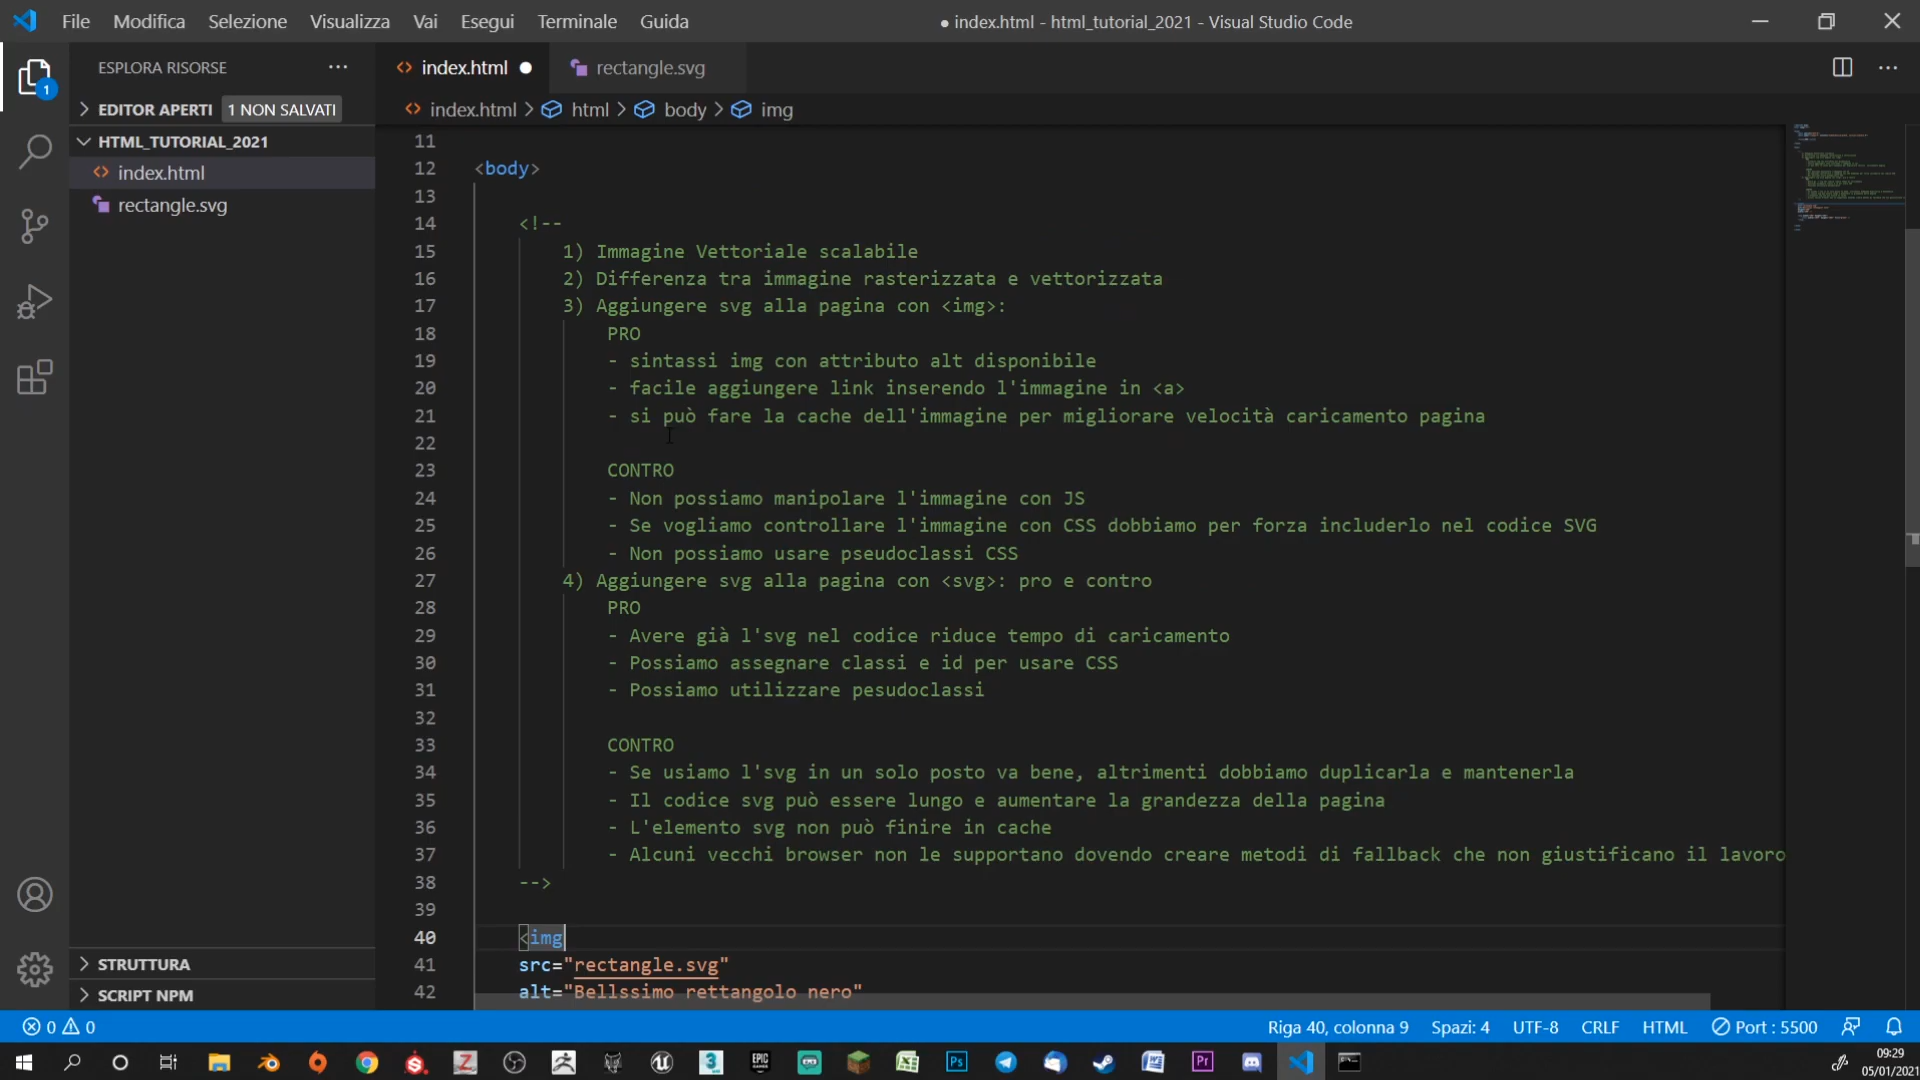 File Modifica Selezione Visualizza Vai Esegui Terminale Guida
● index.html - html_tutorial_2021 - Visual Studio Code
ESPLORA RISORSE
index.html
rectangle.svg
EDITOR APERTI 1 NON SALVATI
index.html > html > body > img
HTML_TUTORIAL_2021
index.html
rectangle.svg
1
11
12 <body>
13
14 <!--
15 1) Immagine Vettoriale scalabile
16 2) Differenza tra immagine rasterizzata e vettorizzata
17 3) Aggiungere svg alla pagina con <img>:
18 PRO
19 - sintassi img con attributo alt disponibile
20 - facile aggiungere link inserendo l'immagine in <a>
21 - si può fare la cache dell'immagine per migliorare velocità caricamento pagina
22
23 CONTRO
24 - Non possiamo manipolare l'immagine con JS
25 - Se vogliamo controllare l'immagine con CSS dobbiamo per forza includerlo nel codice SVG
26 - Non possiamo usare pseudoclassi CSS
27 4) Aggiungere svg alla pagina con <svg>: pro e contro
28 PRO
29 - Avere già l'svg nel codice riduce tempo di caricamento
30 - Possiamo assegnare classi e id per usare CSS
31 - Possiamo utilizzare pesudoclassi
32
33 CONTRO
34 - Se usiamo l'svg in un solo posto va bene, altrimenti dobbiamo duplicarla e mantenerla
35 - Il codice svg può essere lungo e aumentare la grandezza della pagina
36 - L'elemento svg non può finire in cache
37 - Alcuni vecchi browser non le supportano dovendo creare metodi di fallback che non giustificano il lavoro
38 -->
39
40 <img
41 src="rectangle.svg"
42 alt="Bellssimo rettangolo nero"
STRUTTURA
SCRIPT NPM
0 0
Riga 40, colonna 9 Spazi: 4 UTF-8 CRLF HTML Port : 5500
09:29
05/01/2021